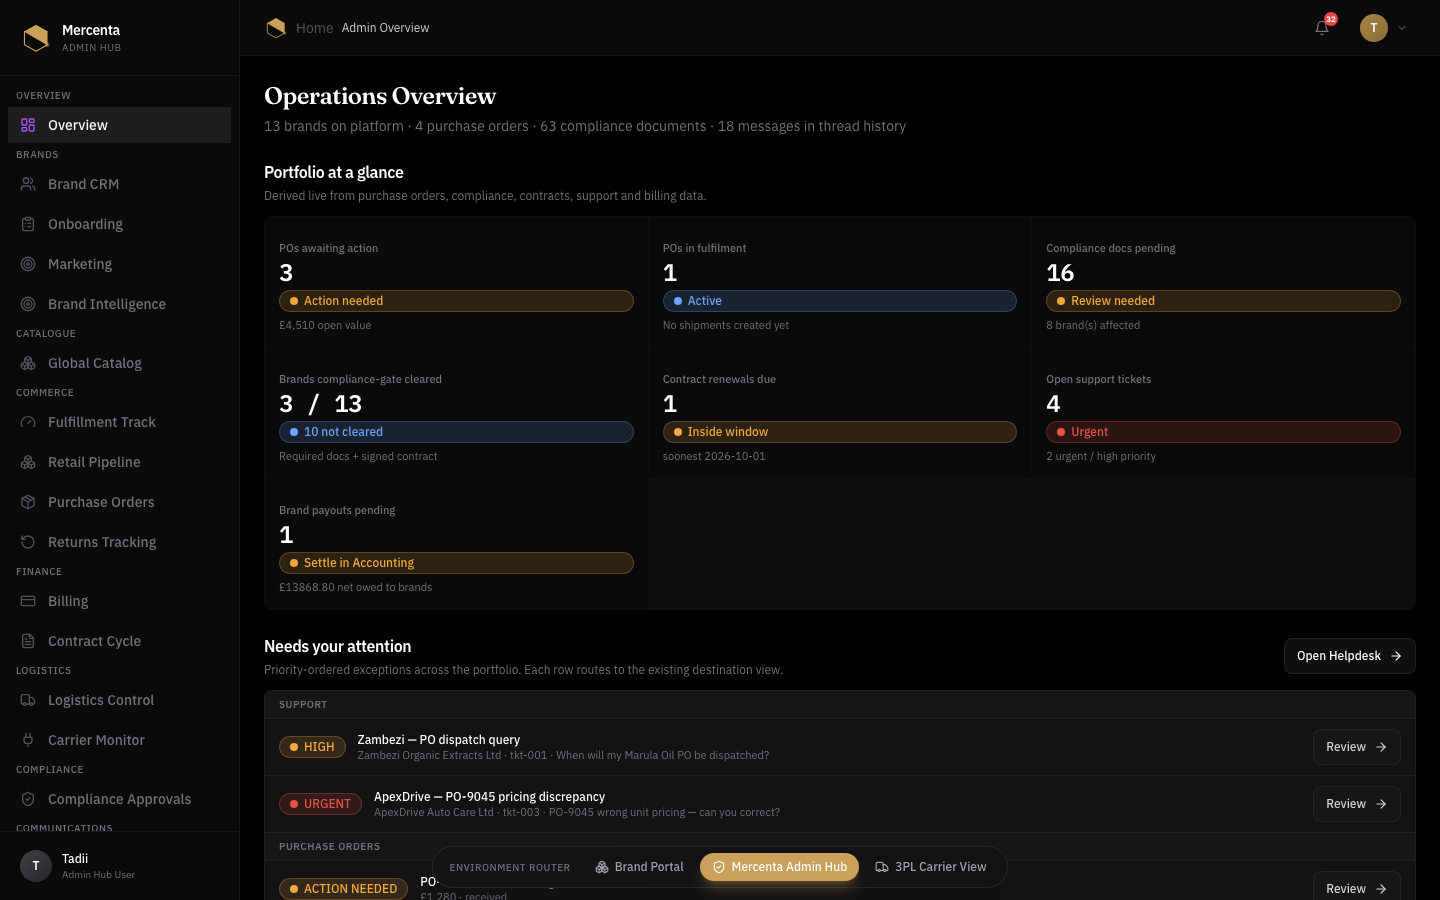 Mercenta
ADMIN HUB
OVERVIEW
Overview
BRANDS
Brand CRM
Onboarding
Marketing
Brand Intelligence
CATALOGUE
Global Catalog
COMMERCE
Fulfillment Track
Retail Pipeline
Purchase Orders
Returns Tracking
FINANCE
Billing
Contract Cycle
LOGISTICS
Logistics Control
Carrier Monitor
COMPLIANCE
Compliance Approvals
COMMUNICATIONS
T
Tadii
Admin Hub User
Home Admin Overview
32
T
Operations Overview
13 brands on platform · 4 purchase orders · 63 compliance documents · 18 messages in thread history
Portfolio at a glance
Derived live from purchase orders, compliance, contracts, support and billing data.
POs awaiting action
3
Action needed
£4,510 open value
POs in fulfilment
1
Active
No shipments created yet
Compliance docs pending
16
Review needed
8 brand(s) affected
Brands compliance-gate cleared
3 / 13
10 not cleared
Required docs + signed contract
Contract renewals due
1
Inside window
soonest 2026-10-01
Open support tickets
4
Urgent
2 urgent / high priority
Brand payouts pending
1
Settle in Accounting
£13868.80 net owed to brands
Needs your attention
Priority-ordered exceptions across the portfolio. Each row routes to the existing destination view.
Open Helpdesk
SUPPORT
HIGH
Zambezi — PO dispatch query
Zambezi Organic Extracts Ltd · tkt-001 · When will my Marula Oil PO be dispatched?
Review
URGENT
ApexDrive — PO-9045 pricing discrepancy
ApexDrive Auto Care Ltd · tkt-003 · PO-9045 wrong unit pricing — can you correct?
Review
PURCHASE ORDERS
ACTION NEEDED
PO-
£1,280 · received
Review
ENVIRONMENT ROUTER
Brand Portal
Mercenta Admin Hub
3PL Carrier View